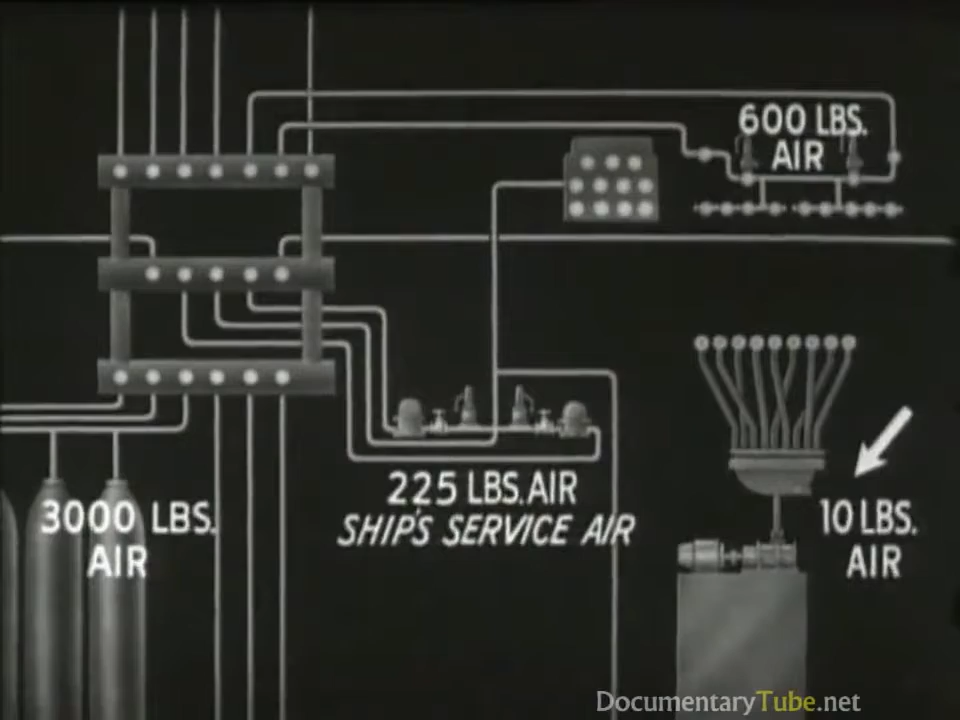 600 LBS.
AIR
225 LBS. AIR
SHIP'S SERVICE AIR
3000 LBS.
AIR
10 LBS.
AIR
DocumentaryTube.net